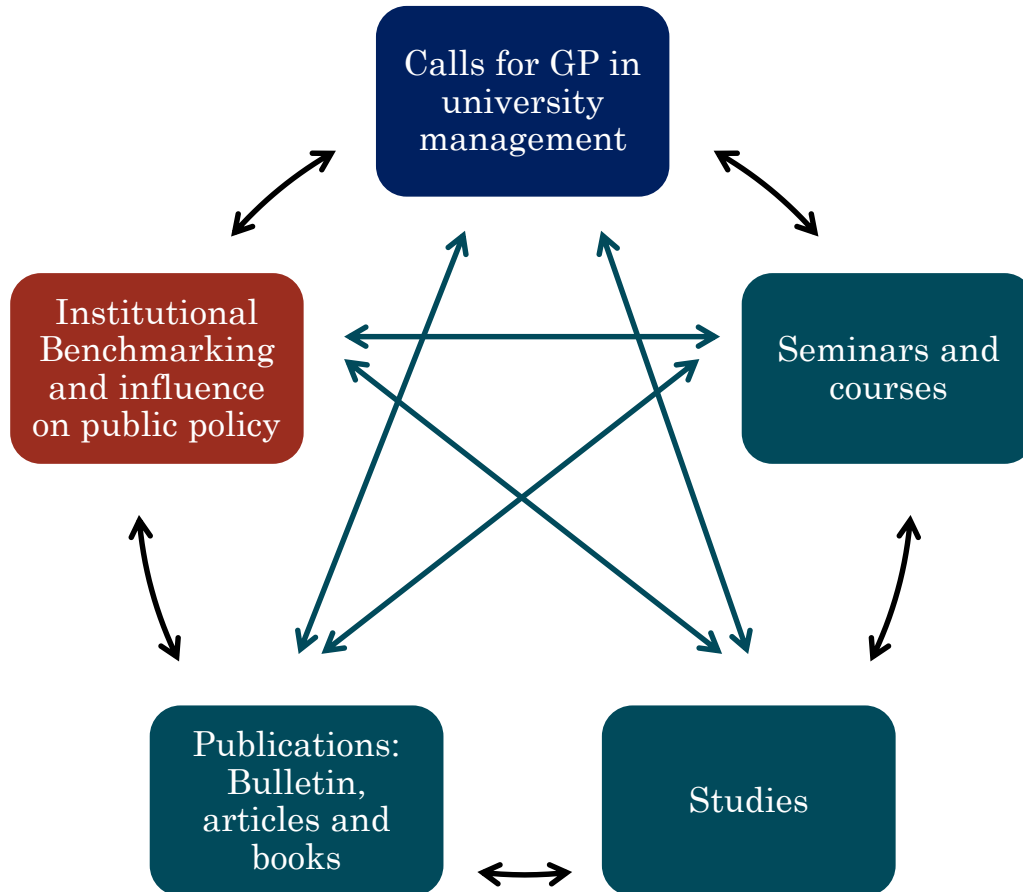 Calls for GP in
university
management
Institutional
Benchmarking
and influence
on public policy
Seminars and
courses
Publications:
Bulletin,
articles and
books
Studies